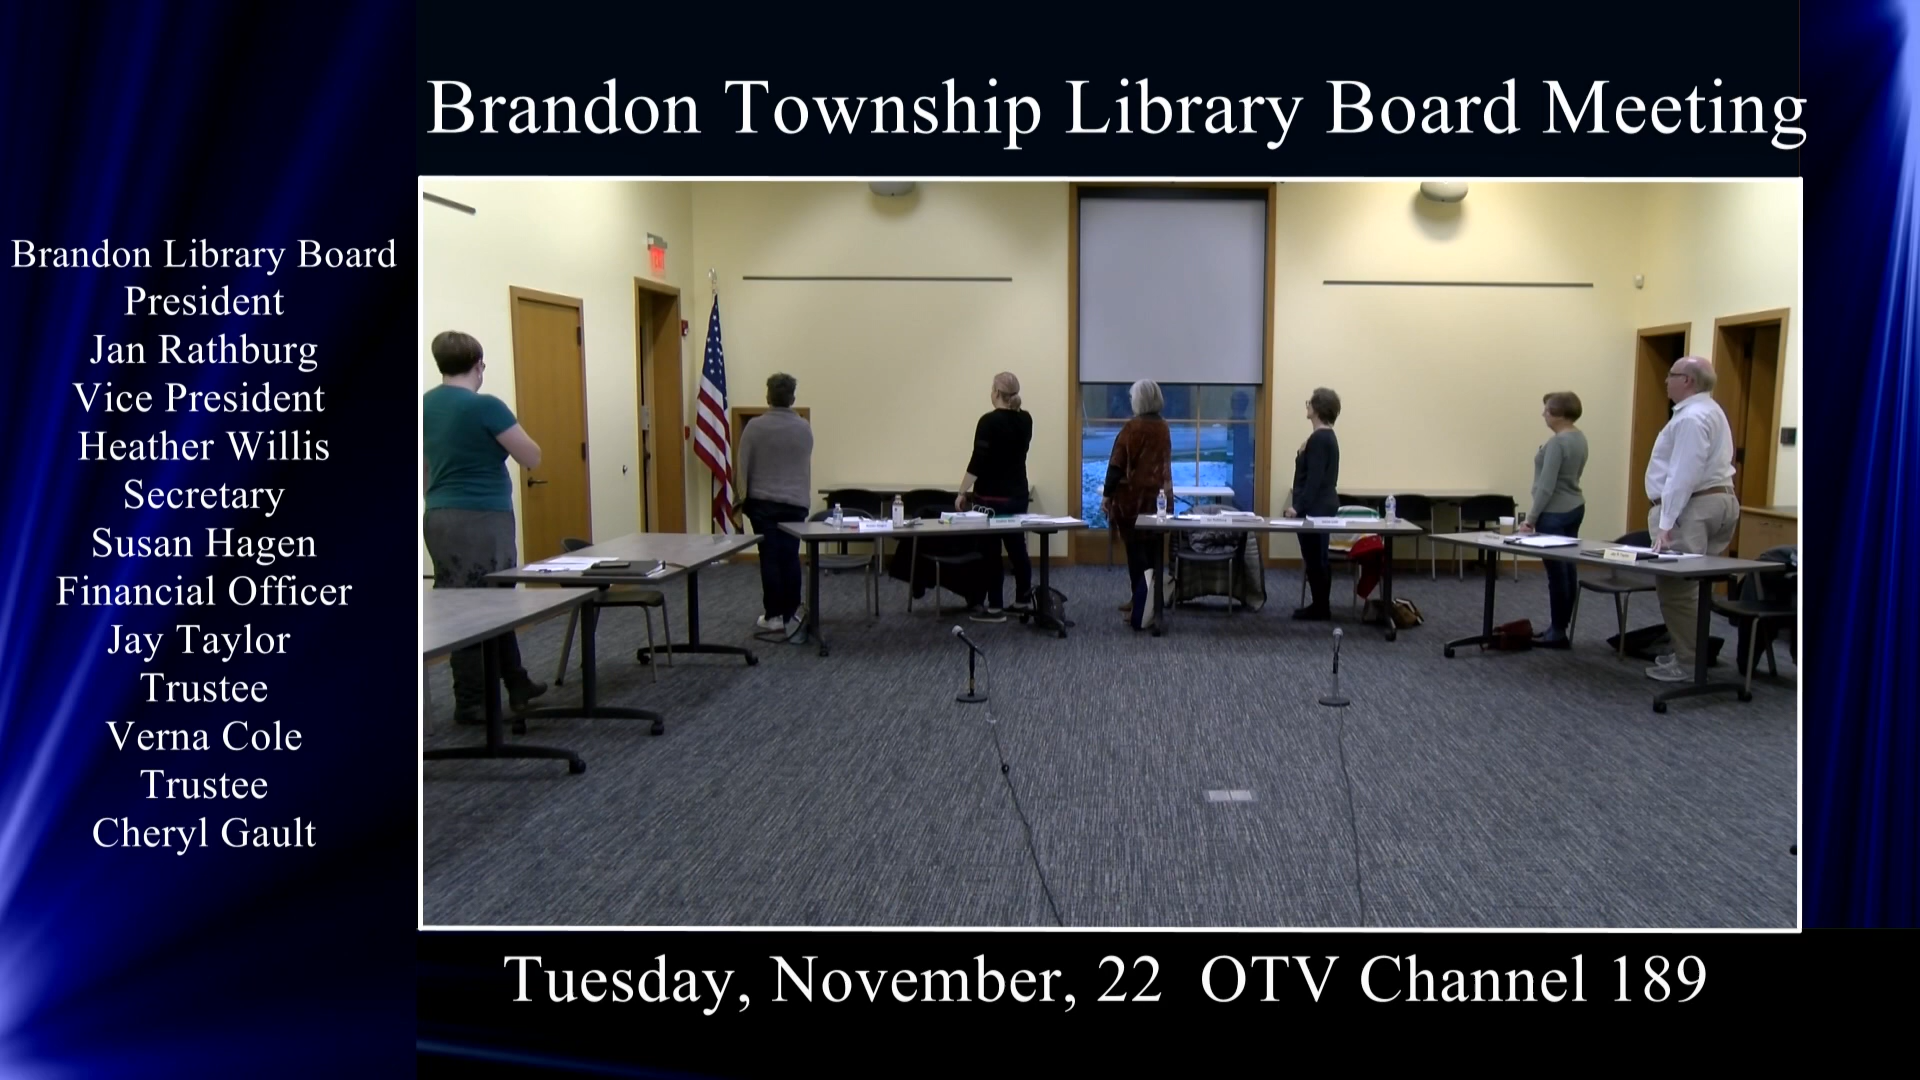 Brandon Township Library Board Meeting
Brandon Library Board
President
Jan Rathburg
Vice President
Heather Willis
Secretary
Susan Hagen
Financial Officer
Jay Taylor
Trustee
Verna Cole
Trustee
Cheryl Gault
EXIT
Tuesday, November, 22 OTV Channel 189